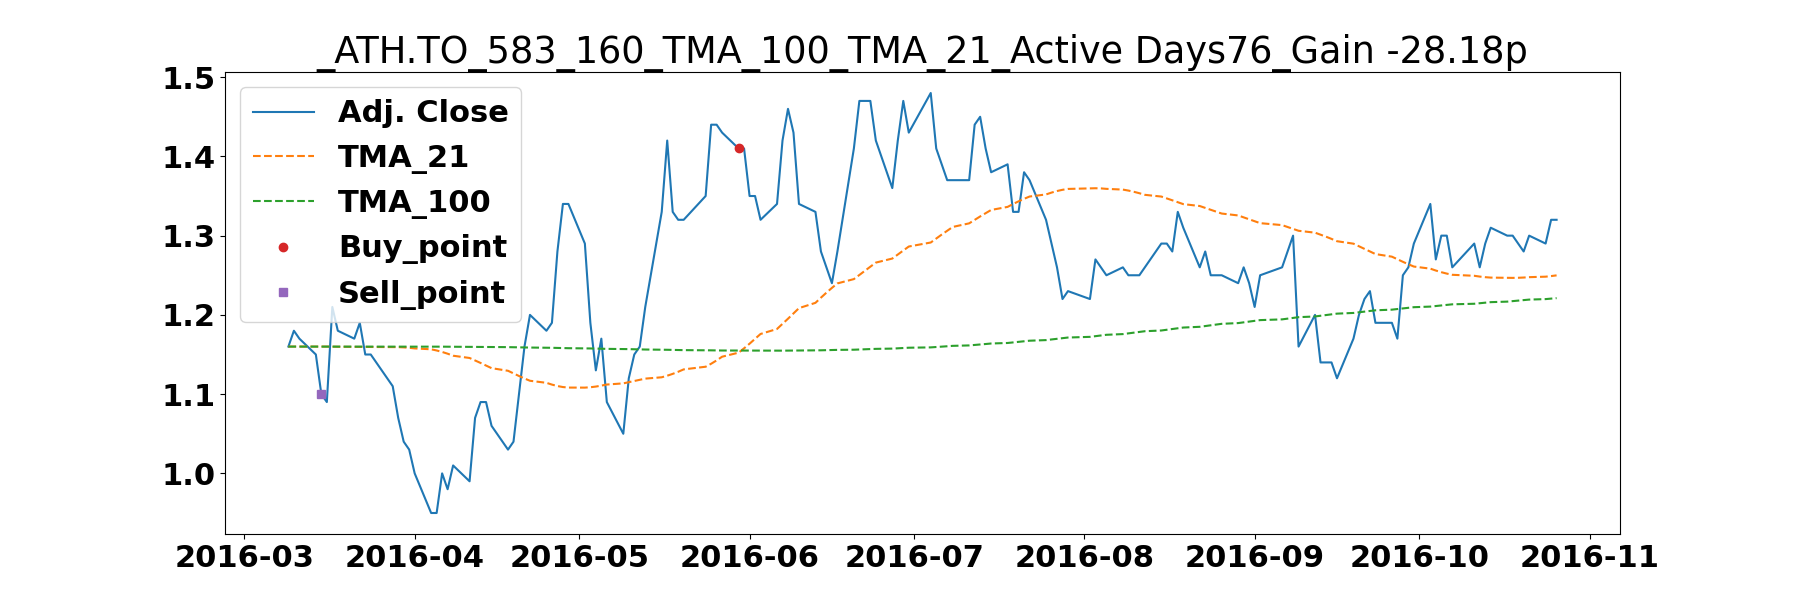 _ATH.TO_583_160_TMA_100_TMA_21_Active Days76_Gain -28.18p
1.5
1.4
1.3
1.2
1.1
1.0
Adj. Close
TMA_21
TMA_100
Buy_point
Sell_point
2016-03 2016-04 2016-05 2016-06 2016-07 2016-08 2016-09 2016-10 2016-11